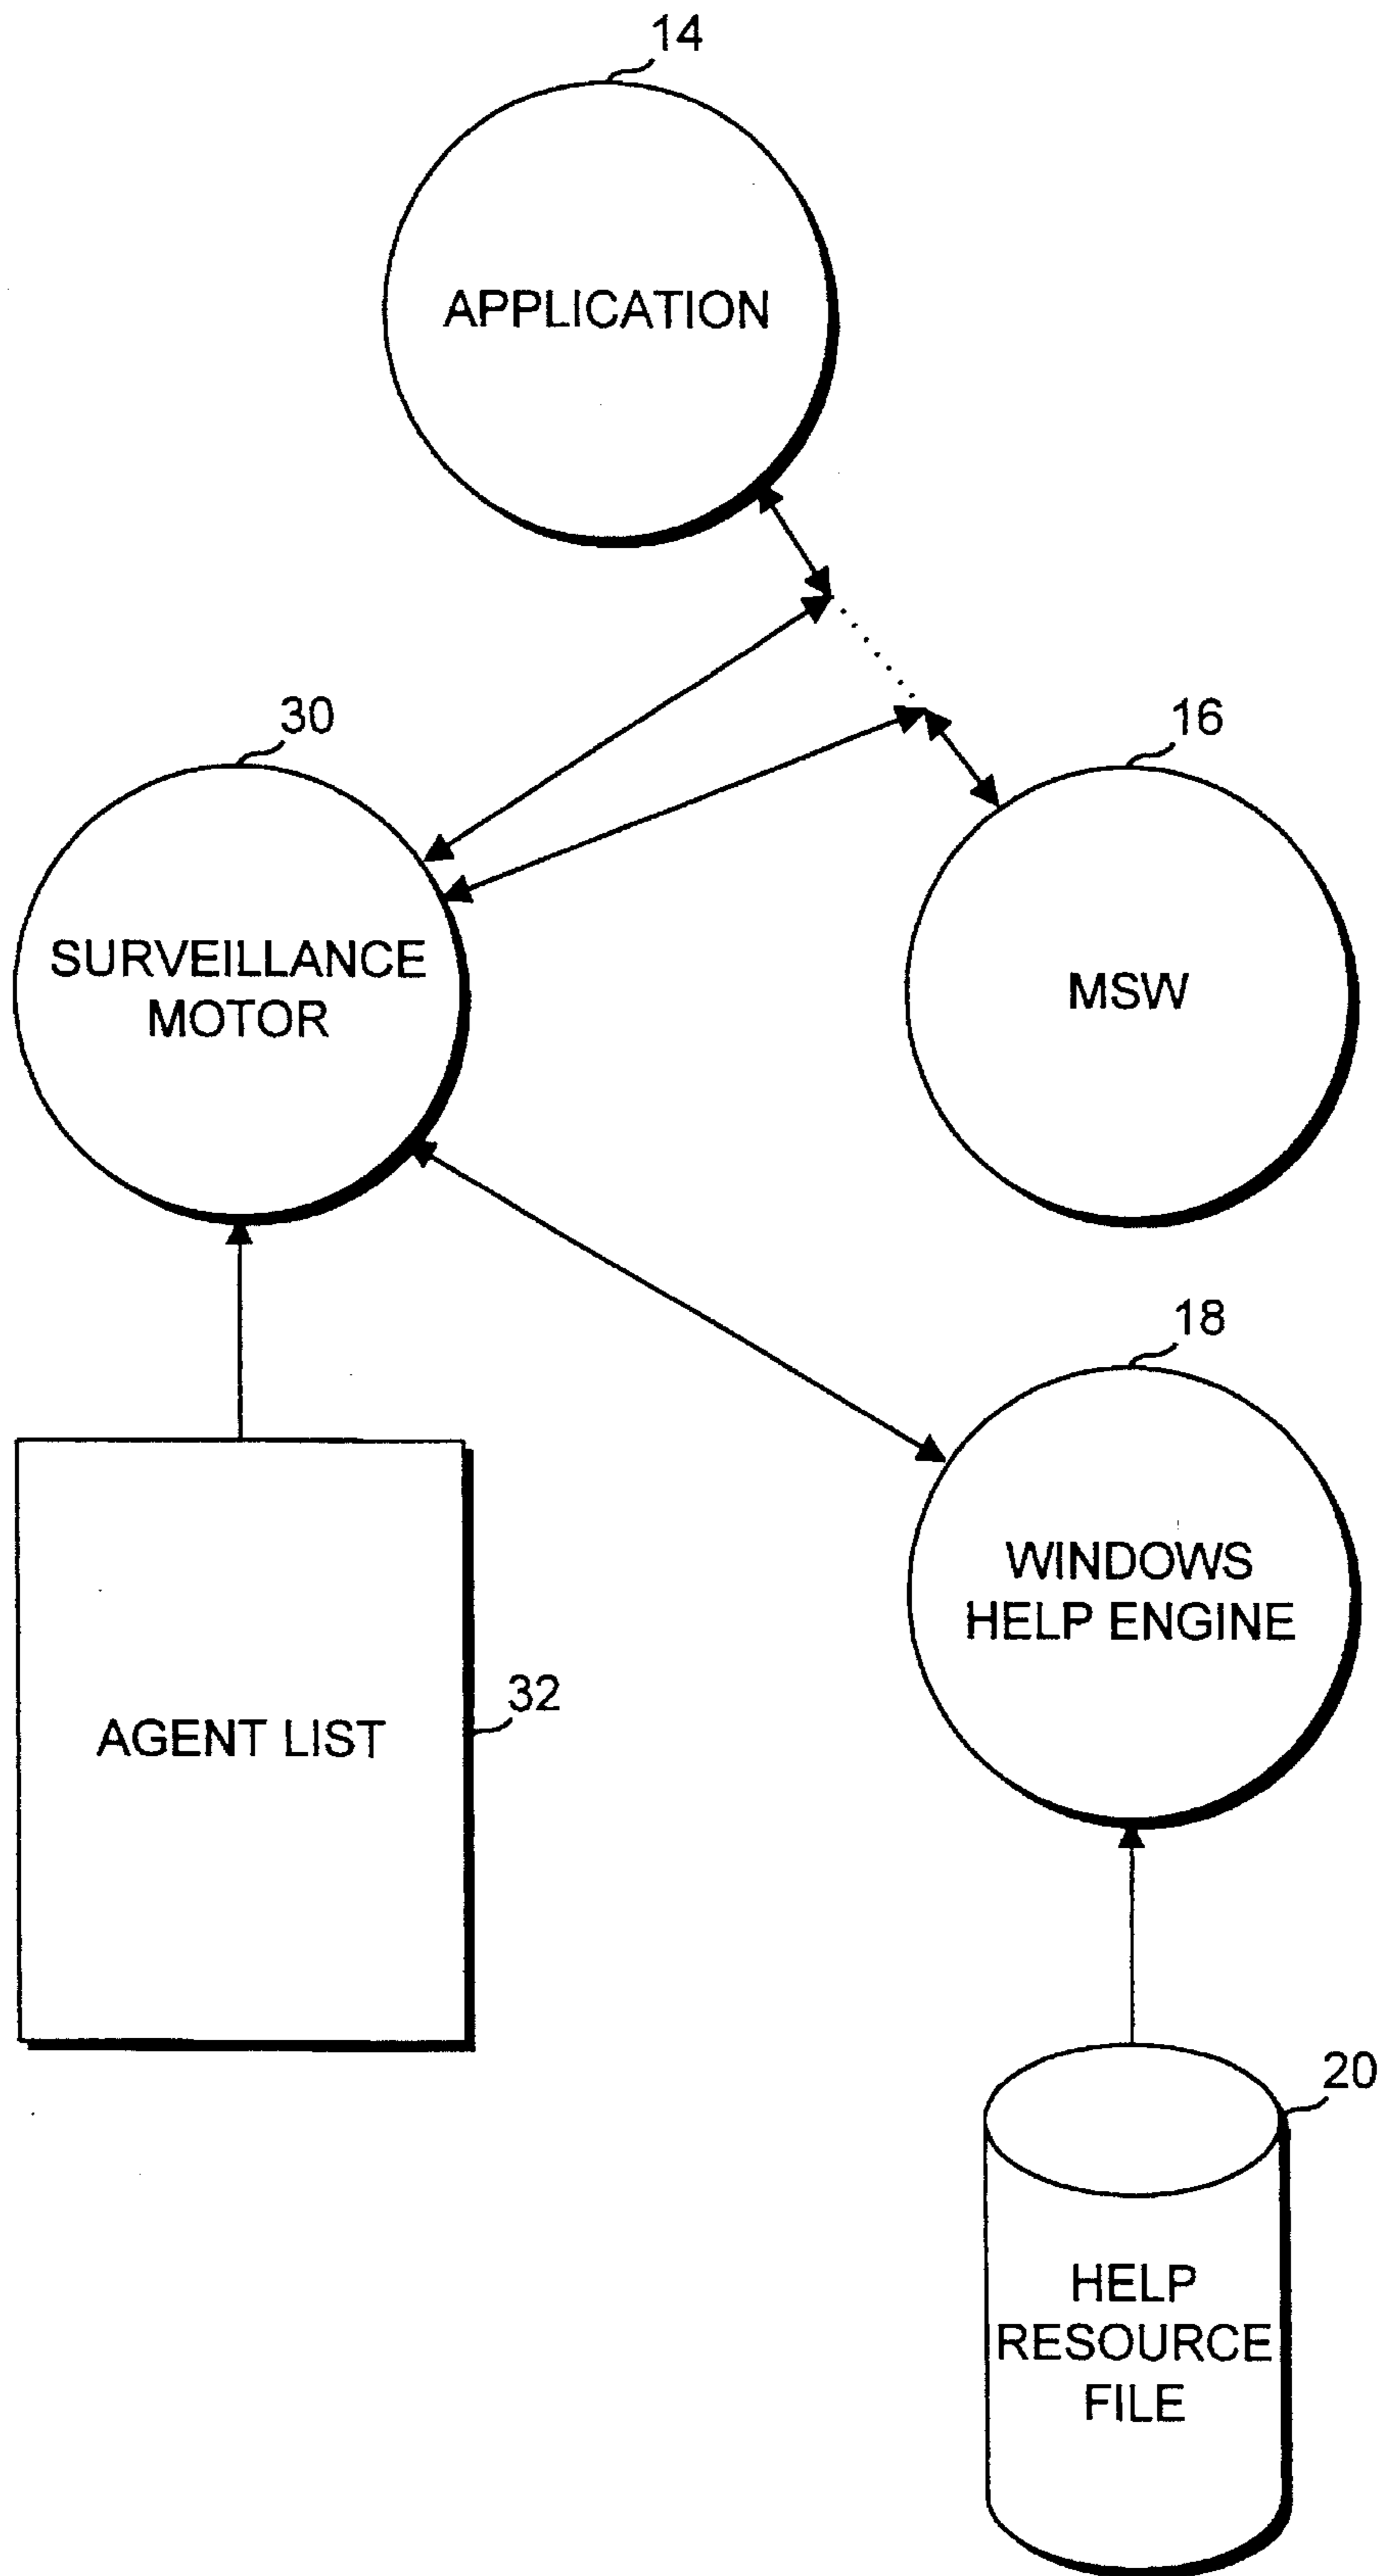 14
APPLICATION
30
16
SURVEILLANCE
MOTOR
MSW
18
WINDOWS
HELP ENGINE
32
AGENT LIST
20
HELP
RESOURCE
FILE